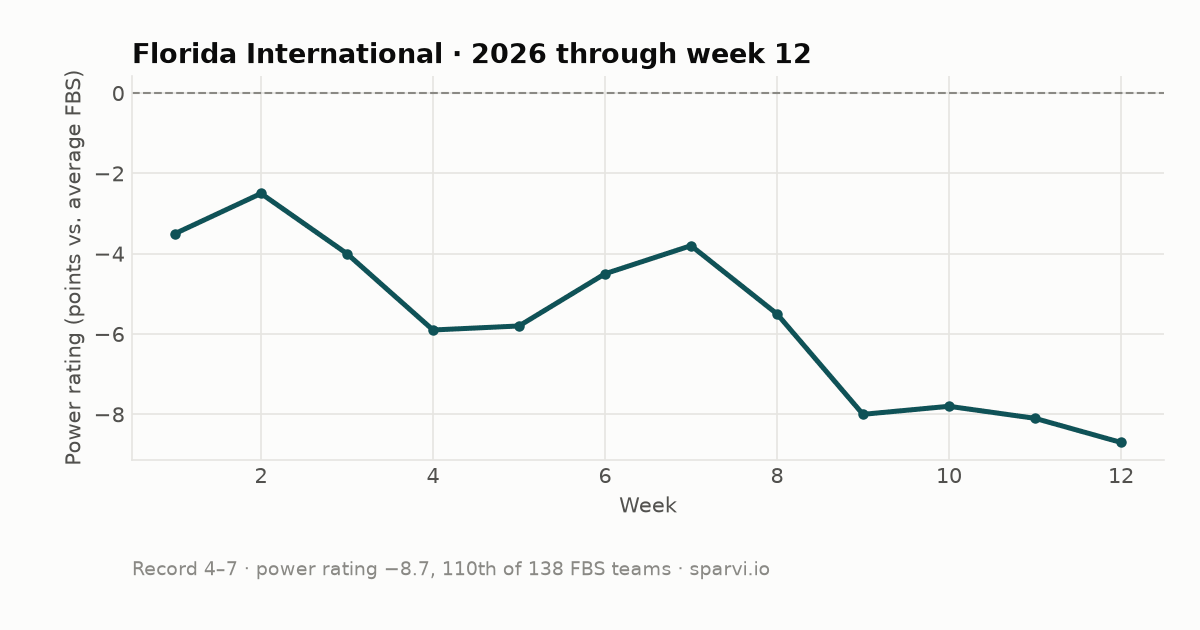 Florida International · 2026 through week 12
Power rating (points vs. average FBS)
0
−2
−4
−6
−8
2 4 6 8 10 12
Week
Record 4–7 · power rating −8.7, 110th of 138 FBS teams · sparvi.io